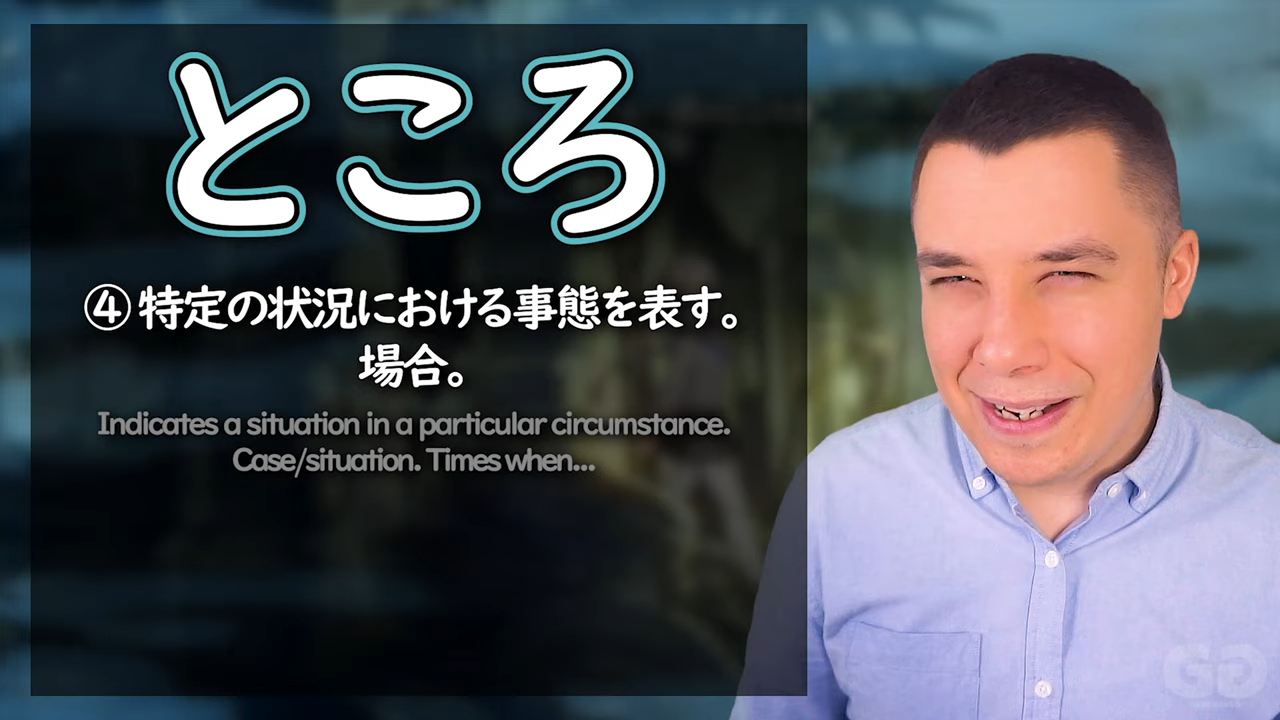 ところ
④特定の状況における事態を表す。
場合。
Indicates a situation in a particular circumstance.
Case/situation. Times when...
GG